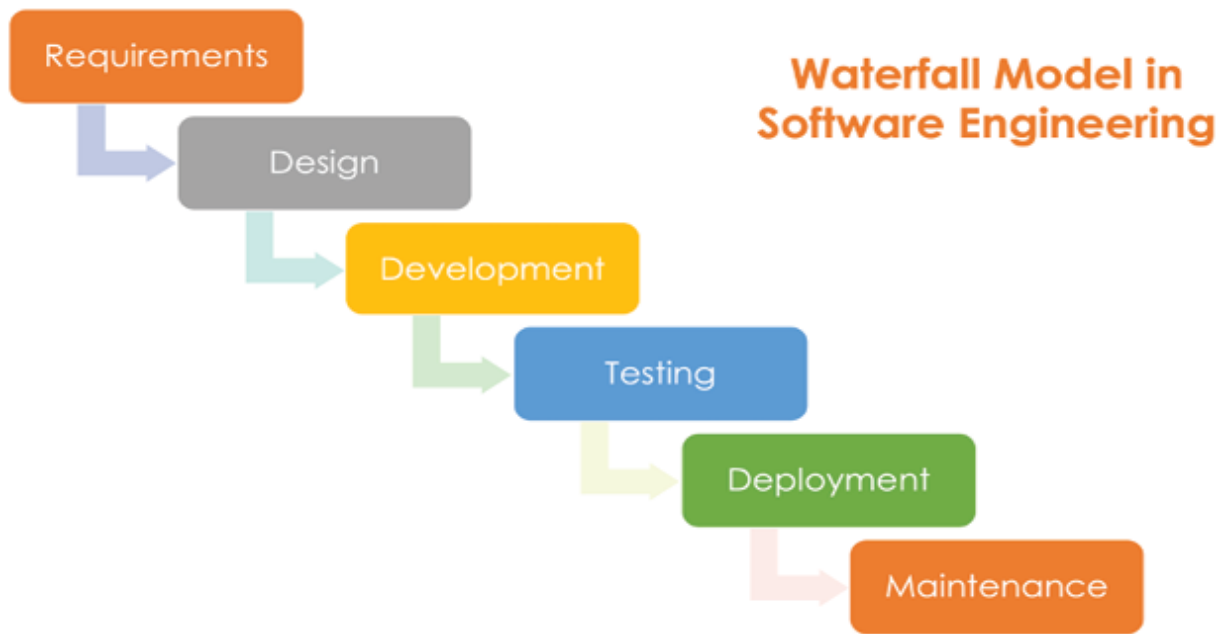 Requirements
Waterfall Model in
Software Engineering
Design
Development
Testing
Deployment
Maintenance